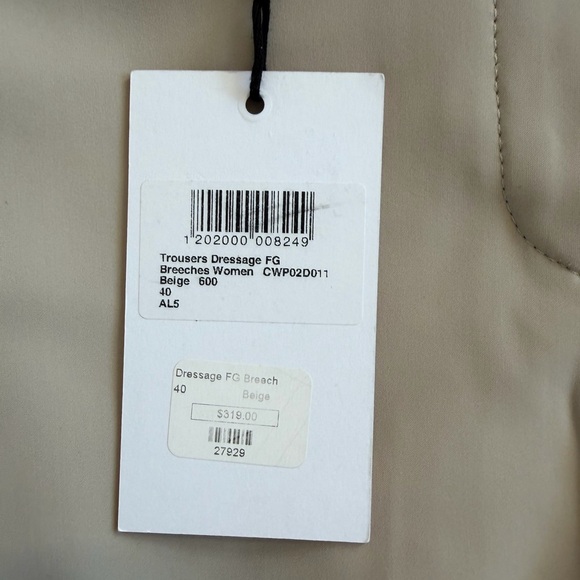 1 202000 008249
Trousers Dressage FG
Breeches Women CWP02D011
Beige 600
40
AL5
Dressage FG Breech
40 Beige
$319.00
27929